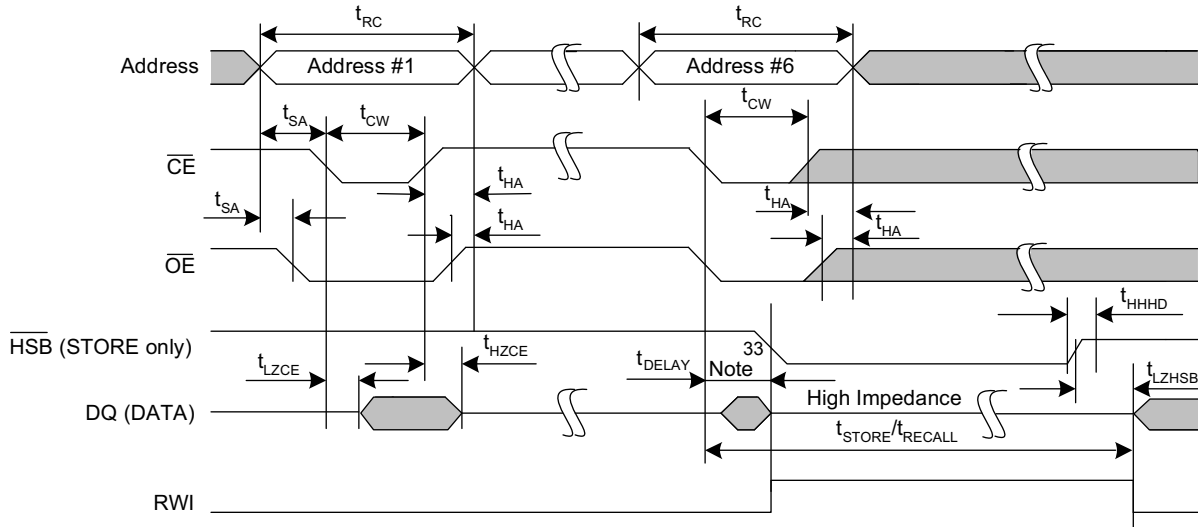 tRC tRC
Address Address #1 Address #6
tCW
tSA tCW
CE
tHA
tSA tHA
tHA tHA
OE
tHHHD
HSB (STORE only) 33
tLZCE tHZCE tDELAY Note tLZHSB
DQ (DATA) High Impedance
tSTORE/tRECALL
RWI